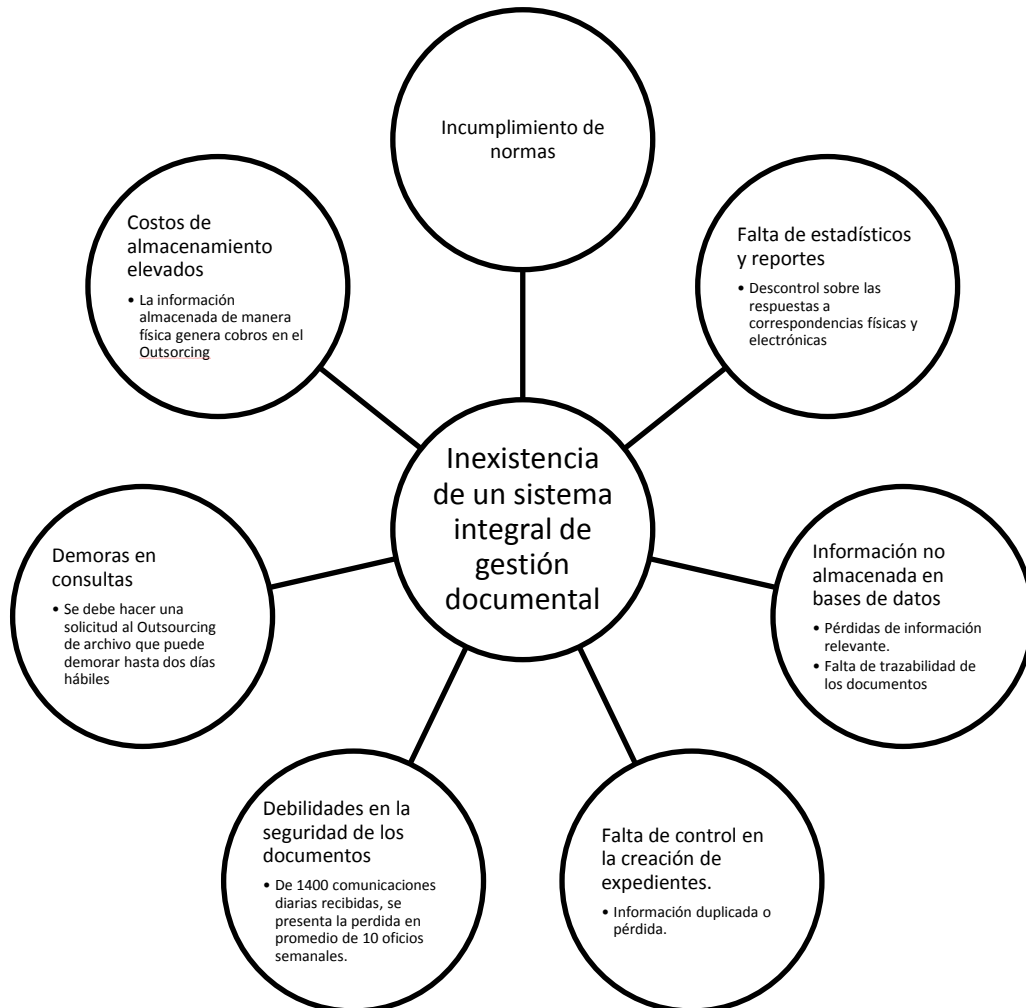 Incumplimiento de
normas
Falta de estadísticos
y reportes
• Descontrol sobre las
respuestas a
correspondencias físicas y
electrónicas
Información no
almacenada en
bases de datos
• Pérdidas de información
relevante.
• Falta de trazabilidad de
los documentos
Falta de control en
la creación de
expedientes.
• Información duplicada o
pérdida.
Debilidades en la
seguridad de los
documentos
• De 1400 comunicaciones
diarias recibidas, se
presenta la perdida en
promedio de 10 oficios
semanales.
Demoras en
consultas
• Se debe hacer una
solicitud al Outsourcing
de archivo que puede
demorar hasta dos días
hábiles
Costos de
almacenamiento
elevados
• La información
almacenada de manera
física genera cobros en el
Outsorcing
Inexistencia
de un sistema
integral de
gestión
documental